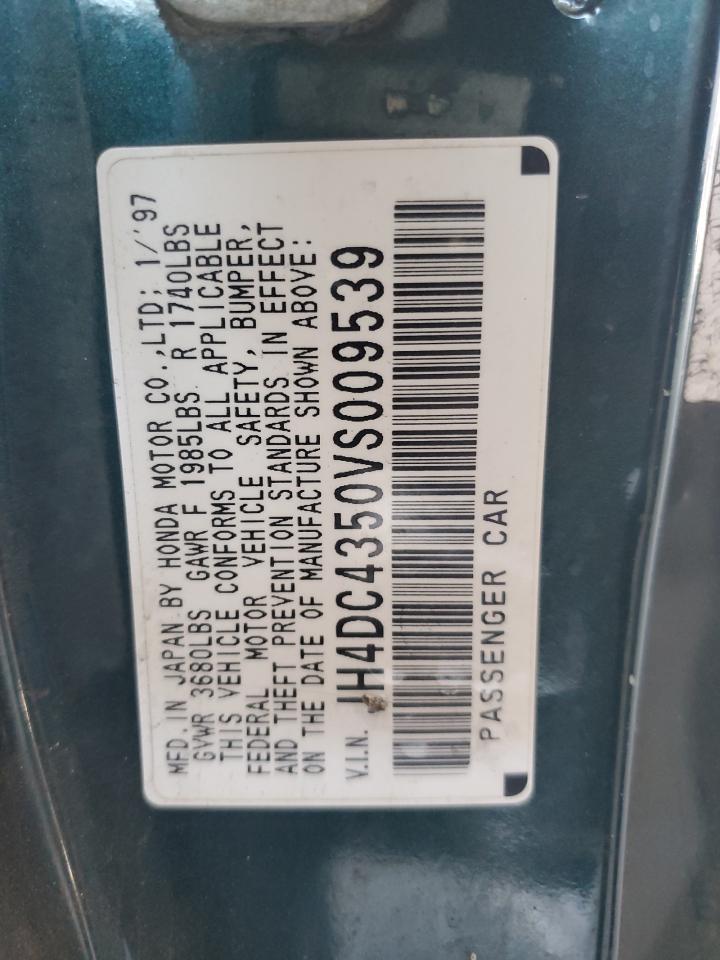 MFD. IN JAPAN BY HONDA MOTOR CO.,LTD; 1/'97
GVWR 3680LBS GAWR F 1985LBS R 1740LBS
THIS VEHICLE CONFORMS TO ALL APPLICABLE
FEDERAL MOTOR VEHICLE SAFETY, BUMPER,
AND THEFT PREVENTION STANDARDS IN EFFECT
ON THE DATE OF MANUFACTURE SHOWN ABOVE:
V.I.N. JH4DC4350VS009539
PASSENGER CAR